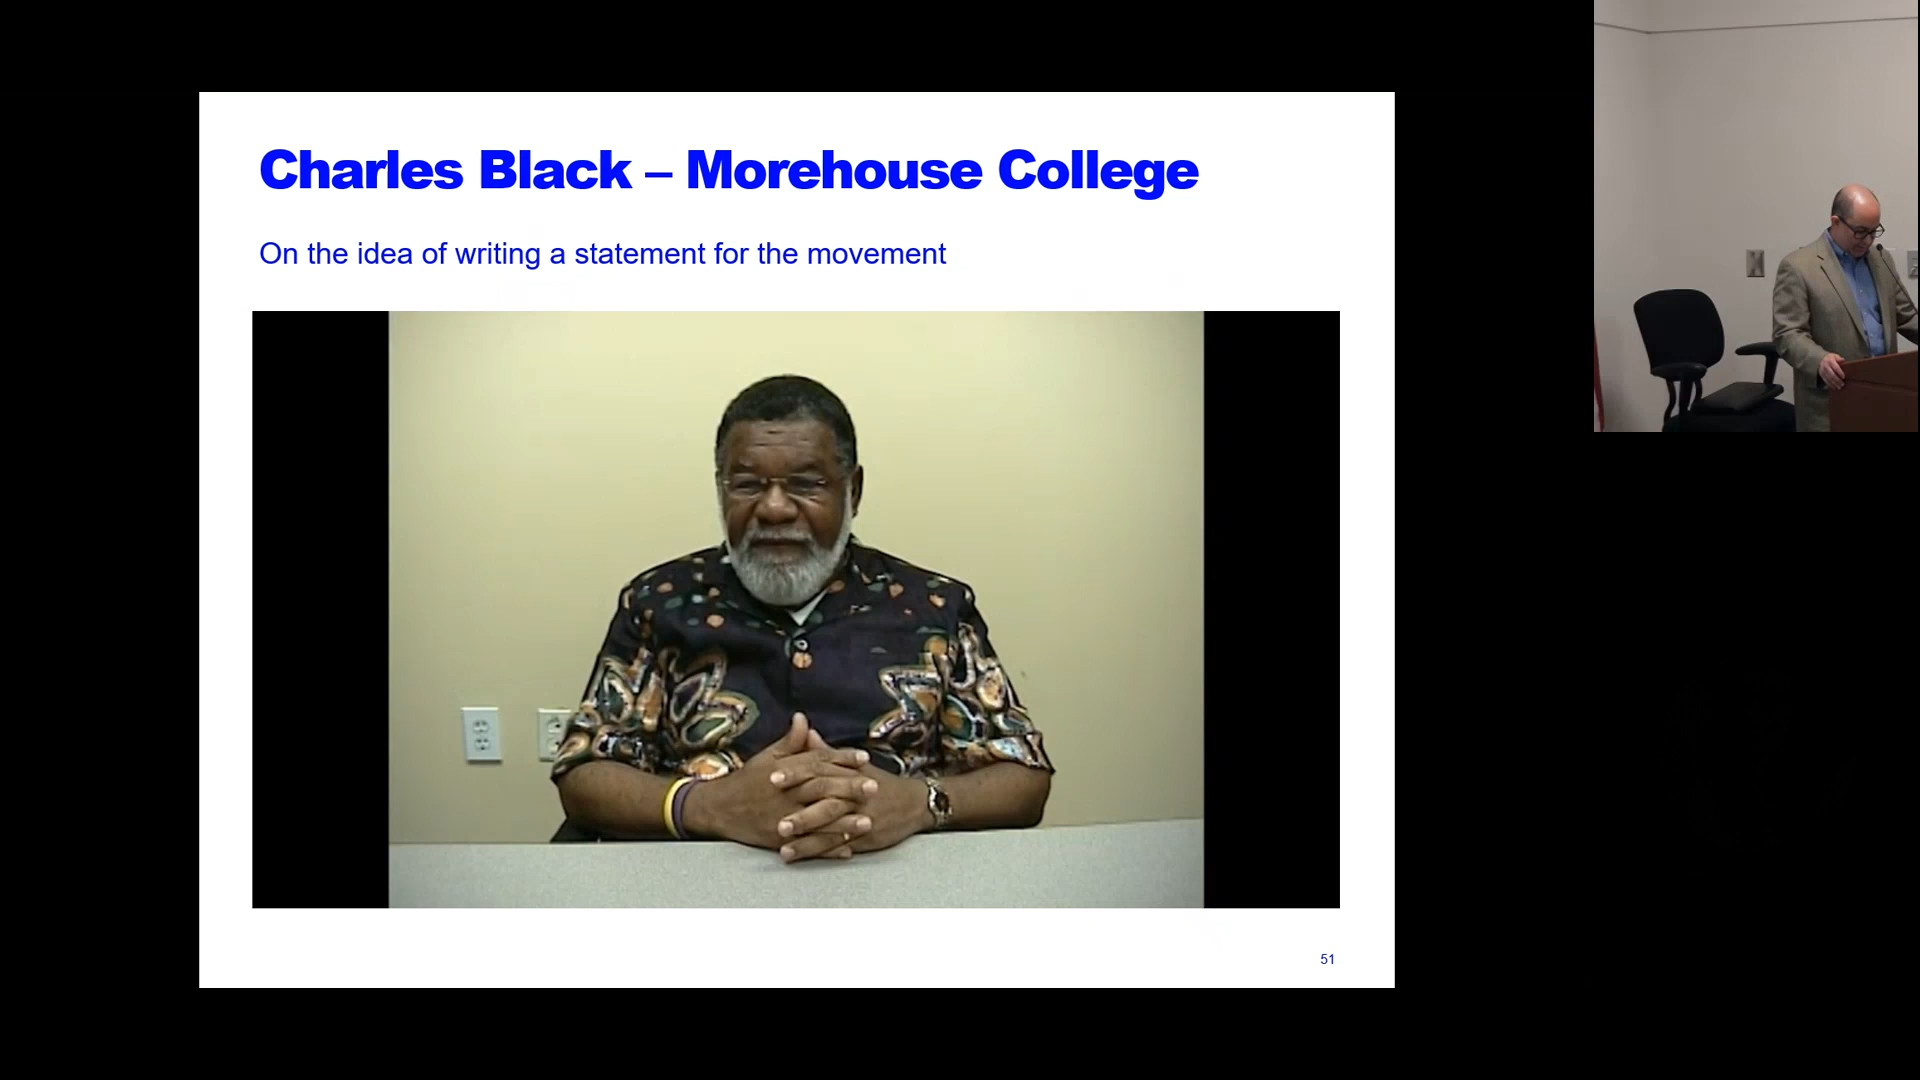 Charles Black – Morehouse College
On the idea of writing a statement for the movement
51